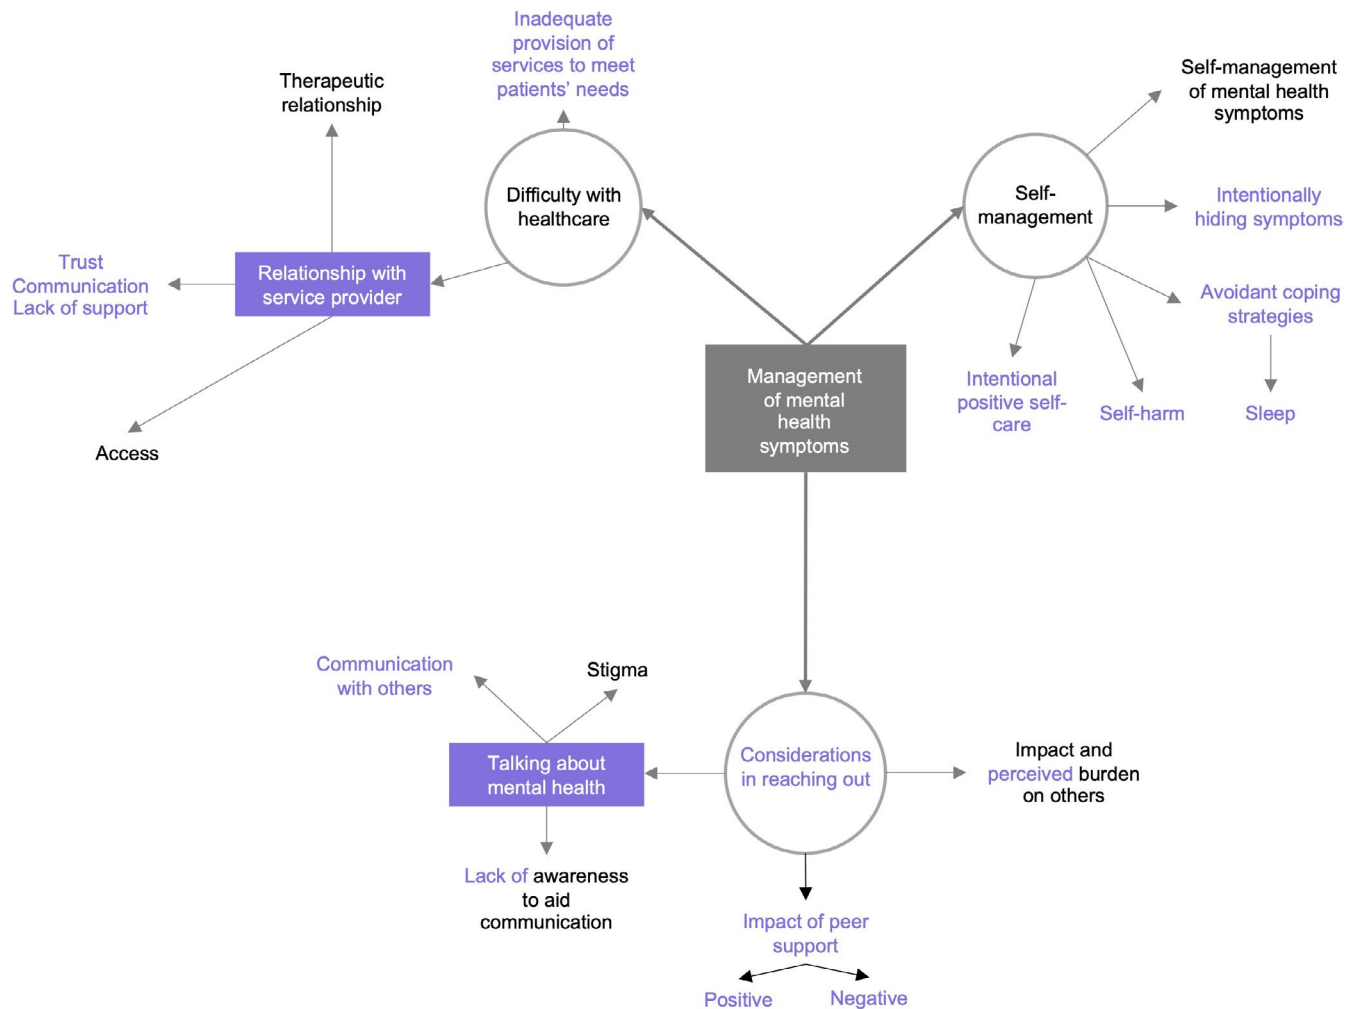 Inadequate
provision of
services to meet
patients’ needs
Therapeutic
relationship
Self-management
of mental health
symptoms
Difficulty with
healthcare
Self-
management
Intentionally
hiding symptoms
Trust
Communication
Lack of support
Relationship with
service provider
Avoidant coping
strategies
Management
of mental
health
symptoms
Intentional
positive self-
care
Self-harm
Sleep
Access
Communication
with others
Stigma
Talking about
mental health
Considerations
in reaching out
Impact and
perceived burden
on others
Lack of awareness
to aid
communication
Impact of peer
support
Positive
Negative